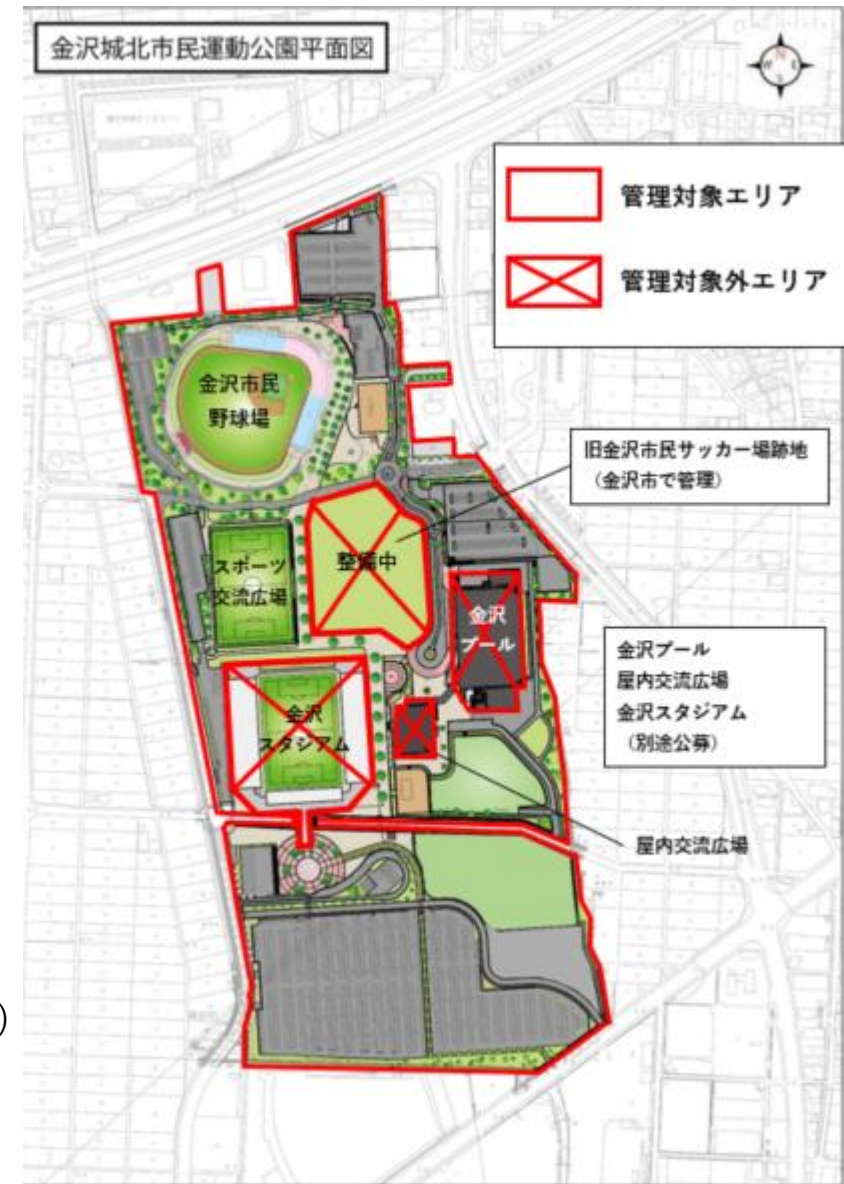 金沢城北市民運動公園平面図
N
W E
S
管理対象エリア
管理対象外エリア
金沢市民
野球場
旧金沢市民サッカー場跡地
(金沢市で管理)
整備中
スポーツ
交流広場
金沢
プール
金沢プール
屋内交流広場
金沢スタジアム
(別途公募)
金沢
スタジアム
屋内交流広場
)